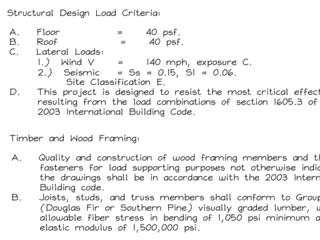 Structural Design Load Criteria:
A. Floor = 40 psf.
B. Roof = 40 psf.
C. Lateral Loads:
1.) Wind V = 140 mph, exposure C.
2.) Seismic = Ss = 0.15, S1 = 0.06.
Site Classification E.
D. This project is designed to resist the most critical effect
resulting from the load combinations of section 1605.3 of
2003 International Building Code.
Timber and Wood Framing:
A. Quality and construction of wood framing members and th
fasteners for load supporting purposes not otherwise indic
the drawings shall be in accordance with the 2003 Intern
Building code.
B. Joists, studs, and truss members shall conform to Group
(Douglas Fir or Southern Pine) visually graded lumber, w
allowable fiber stress in bending of 1,050 psi minimum a
elastic modulus of 1,500,000 psi.